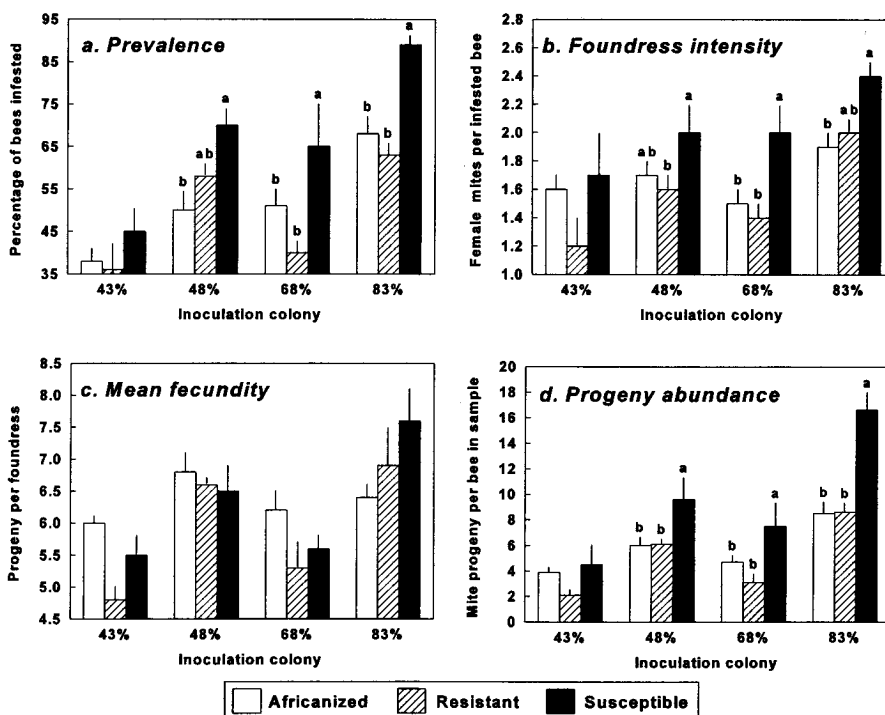 a. Prevalence
Percentage of bees infested
95
85
75
65
55
45
35
b
ab
a
b
b
a
b
b
a
43%
48%
68%
83%
Inoculation colony
b. Foundress intensity
Female mites per infested bee
2.8
2.6
2.4
2.2
2.0
1.8
1.6
1.4
1.2
1.0
ab
b
a
b
b
a
b
ab
a
43%
48%
68%
83%
Inoculation colony
c. Mean fecundity
Progeny per foundress
8.5
8.0
7.5
7.0
6.5
6.0
5.5
5.0
4.5
43%
48%
68%
83%
Inoculation colony
d. Progeny abundance
Mite progeny per bee in sample
20
18
16
14
12
10
8
6
4
2
0
b
b
a
b
b
a
b
b
a
43%
48%
68%
83%
Inoculation colony
Africanized
Resistant
Susceptible